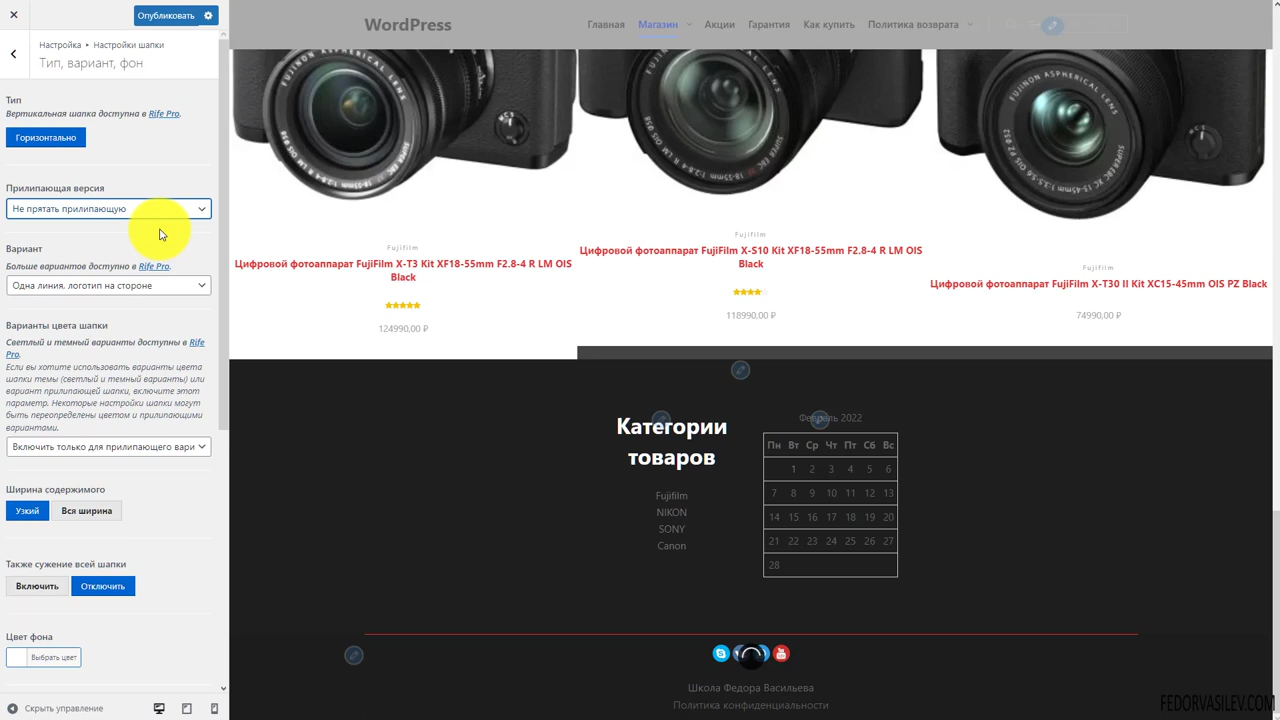 Опубликовать
Настройка ▸ Настройки шапки
Тип, вариант, фон
Тип
Вертикальная шапка доступна в Rife Pro.
Горизонтально
Прилипающая версия
Не прятать прилипающую
Вариант
Больше вариантов доступно в Rife Pro.
Одна линия, логотип на стороне
Варианты цвета шапки
Светлый и темный варианты доступны в Rife
Pro.
Если вы хотите использовать варианты цвета
шапки темы (светлый и темный варианты) или
вариант прилипающей шапки, включите этот
параметр. Некоторые настройки шапки могут
быть переопределены цветом и прилипающими
вариантами.
Включить только для прилипающего вари
Ширина содержимого
Узкий Вся ширина
Также сужение всей шапки
Включить Отключить
Цвет фона
Выбрать цвет
Скрыть управление
WordPress
Главная Магазин Акции Гарантия Как купить Политика возврата
Fujifilm
Цифровой фотоаппарат FujiFilm X-T3 Kit XF18-55mm F2.8-4 R LM OIS
Black
124990,00 ₽
Fujifilm
Цифровой фотоаппарат FujiFilm X-S10 Kit XF18-55mm F2.8-4 R LM OIS
Black
118990,00 ₽
Fujifilm
Цифровой фотоаппарат FujiFilm X-T30 II Kit XC15-45mm OIS PZ Black
74990,00 ₽
Категории
товаров
Fujifilm
NIKON
SONY
Canon
Февраль 2022
Пн Вт Ср Чт Пт Сб Вс
1 2 3 4 5 6
7 8 9 10 11 12 13
14 15 16 17 18 19 20
21 22 23 24 25 26 27
28
Школа Федора Васильева
Политика конфиденциальности
FEDORVASILEV.COM